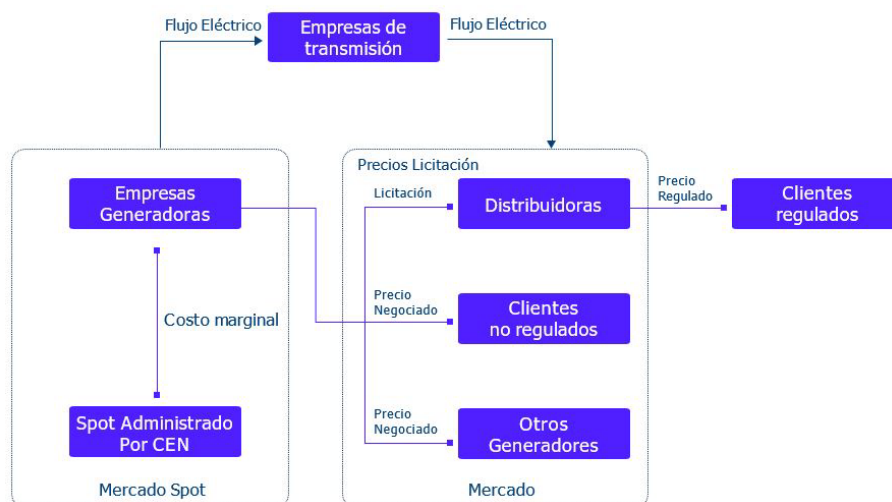 Flujo Eléctrico
Empresas de
transmisión
Flujo Eléctrico
Empresas
Generadoras
Costo marginal
Spot Administrado
Por CEN
Mercado Spot
Precios Licitación
Licitación
Distribuidoras
Precio
Regulado
Clientes
regulados
Precio
Negociado
Clientes
no regulados
Precio
Negociado
Otros
Generadores
Mercado